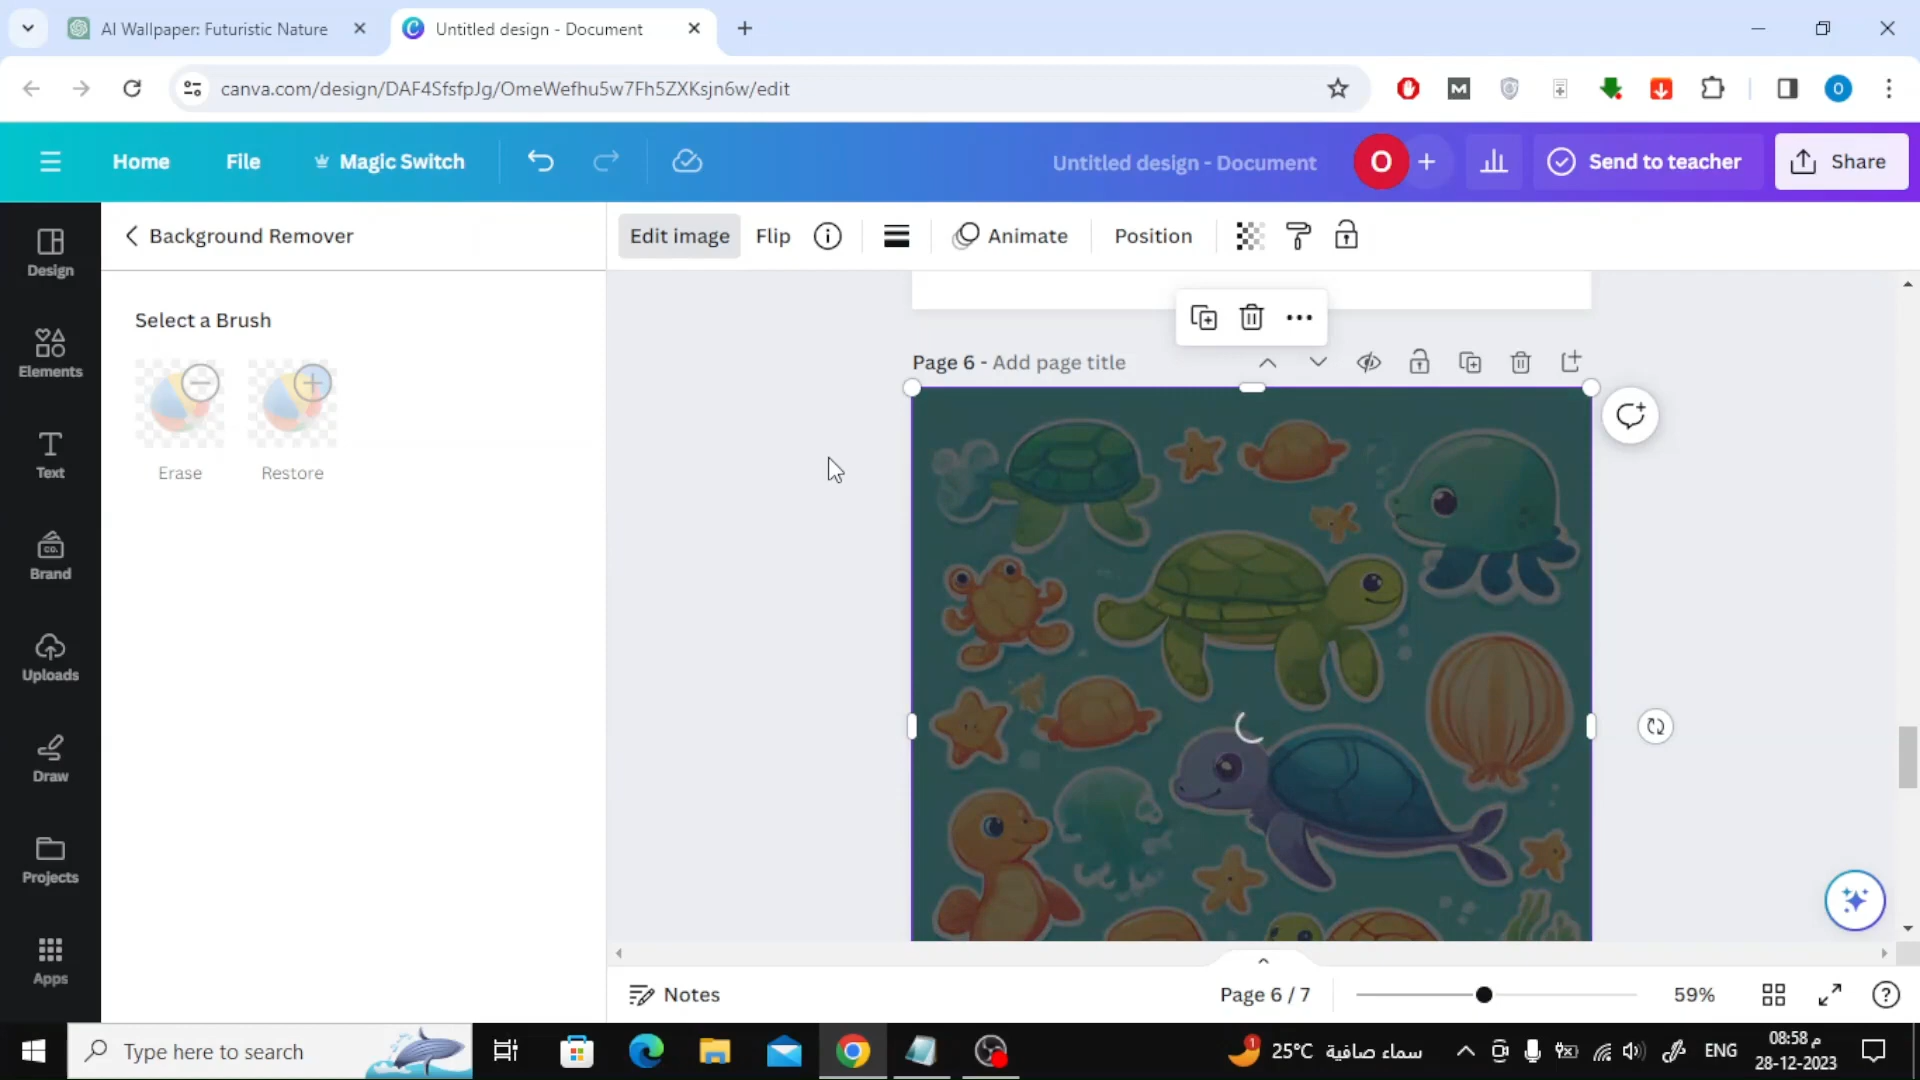 AI Wallpaper: Futuristic Nature
Untitled design - Document
canva.com/design/DAF4SfsfpJg/OmeWefhu5w7Fh5ZXKsjn6w/edit
O
Home
File
Magic Switch
Untitled design - Document
O
Send to teacher
Share
Design
Elements
Text
Brand
CO.
Uploads
Draw
Projects
Apps
Background Remover
Select a Brush
Erase
Restore
Edit image
Flip
Animate
Position
Page 6 - Add page title
Notes
Page 6 / 7
59%
Type here to search
1
25°C سماء صافية
ENG
08:58 م
28-12-2023